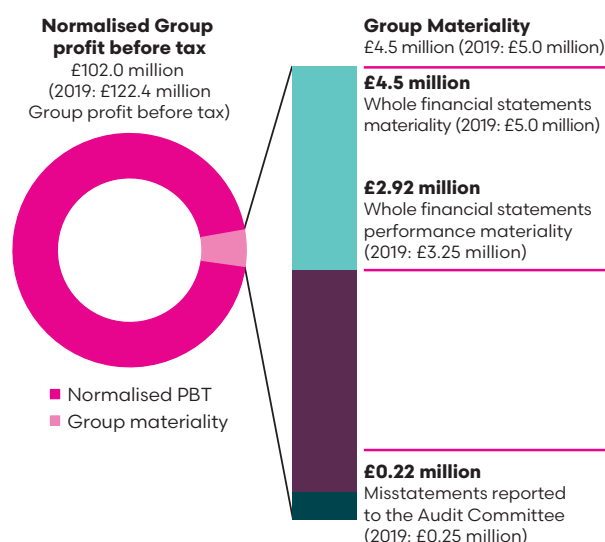 Normalised Group
profit before tax
£102.0 million
(2019: £122.4 million
Group profit before tax)
Normalised PBT
Group materiality
Group Materiality
£4.5 million (2019: £5.0 million)
£4.5 million
Whole financial statements
materiality (2019: £5.0 million)
£2.92 million
Whole financial statements
performance materiality
(2019: £3.25 million)
£0.22 million
Misstatements reported
to the Audit Committee
(2019: £0.25 million)